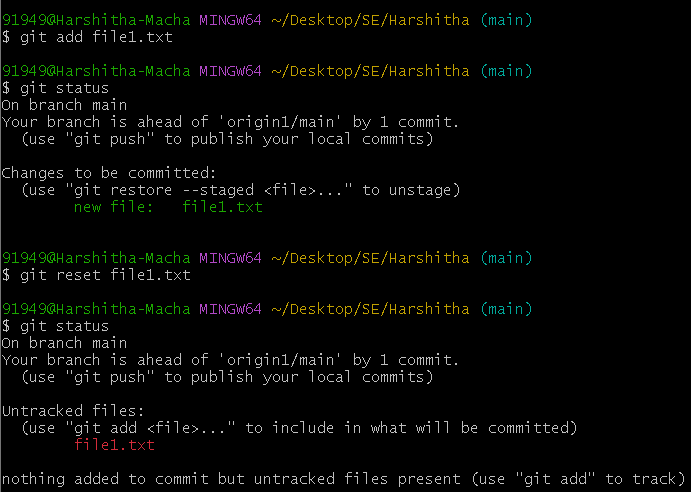 91949@Harshitha-Macha MINGW64 ~/Desktop/SE/Harshitha (main)
$ git add file1.txt
91949@Harshitha-Macha MINGW64 ~/Desktop/SE/Harshitha (main)
$ git status
On branch main
Your branch is ahead of 'origin1/main' by 1 commit.
  (use "git push" to publish your local commits)
Changes to be committed:
  (use "git restore --staged <file>..." to unstage)
        new file:   file1.txt
91949@Harshitha-Macha MINGW64 ~/Desktop/SE/Harshitha (main)
$ git reset file1.txt
91949@Harshitha-Macha MINGW64 ~/Desktop/SE/Harshitha (main)
$ git status
On branch main
Your branch is ahead of 'origin1/main' by 1 commit.
  (use "git push" to publish your local commits)
Untracked files:
  (use "git add <file>..." to include in what will be committed)
        file1.txt
nothing added to commit but untracked files present (use "git add" to track)